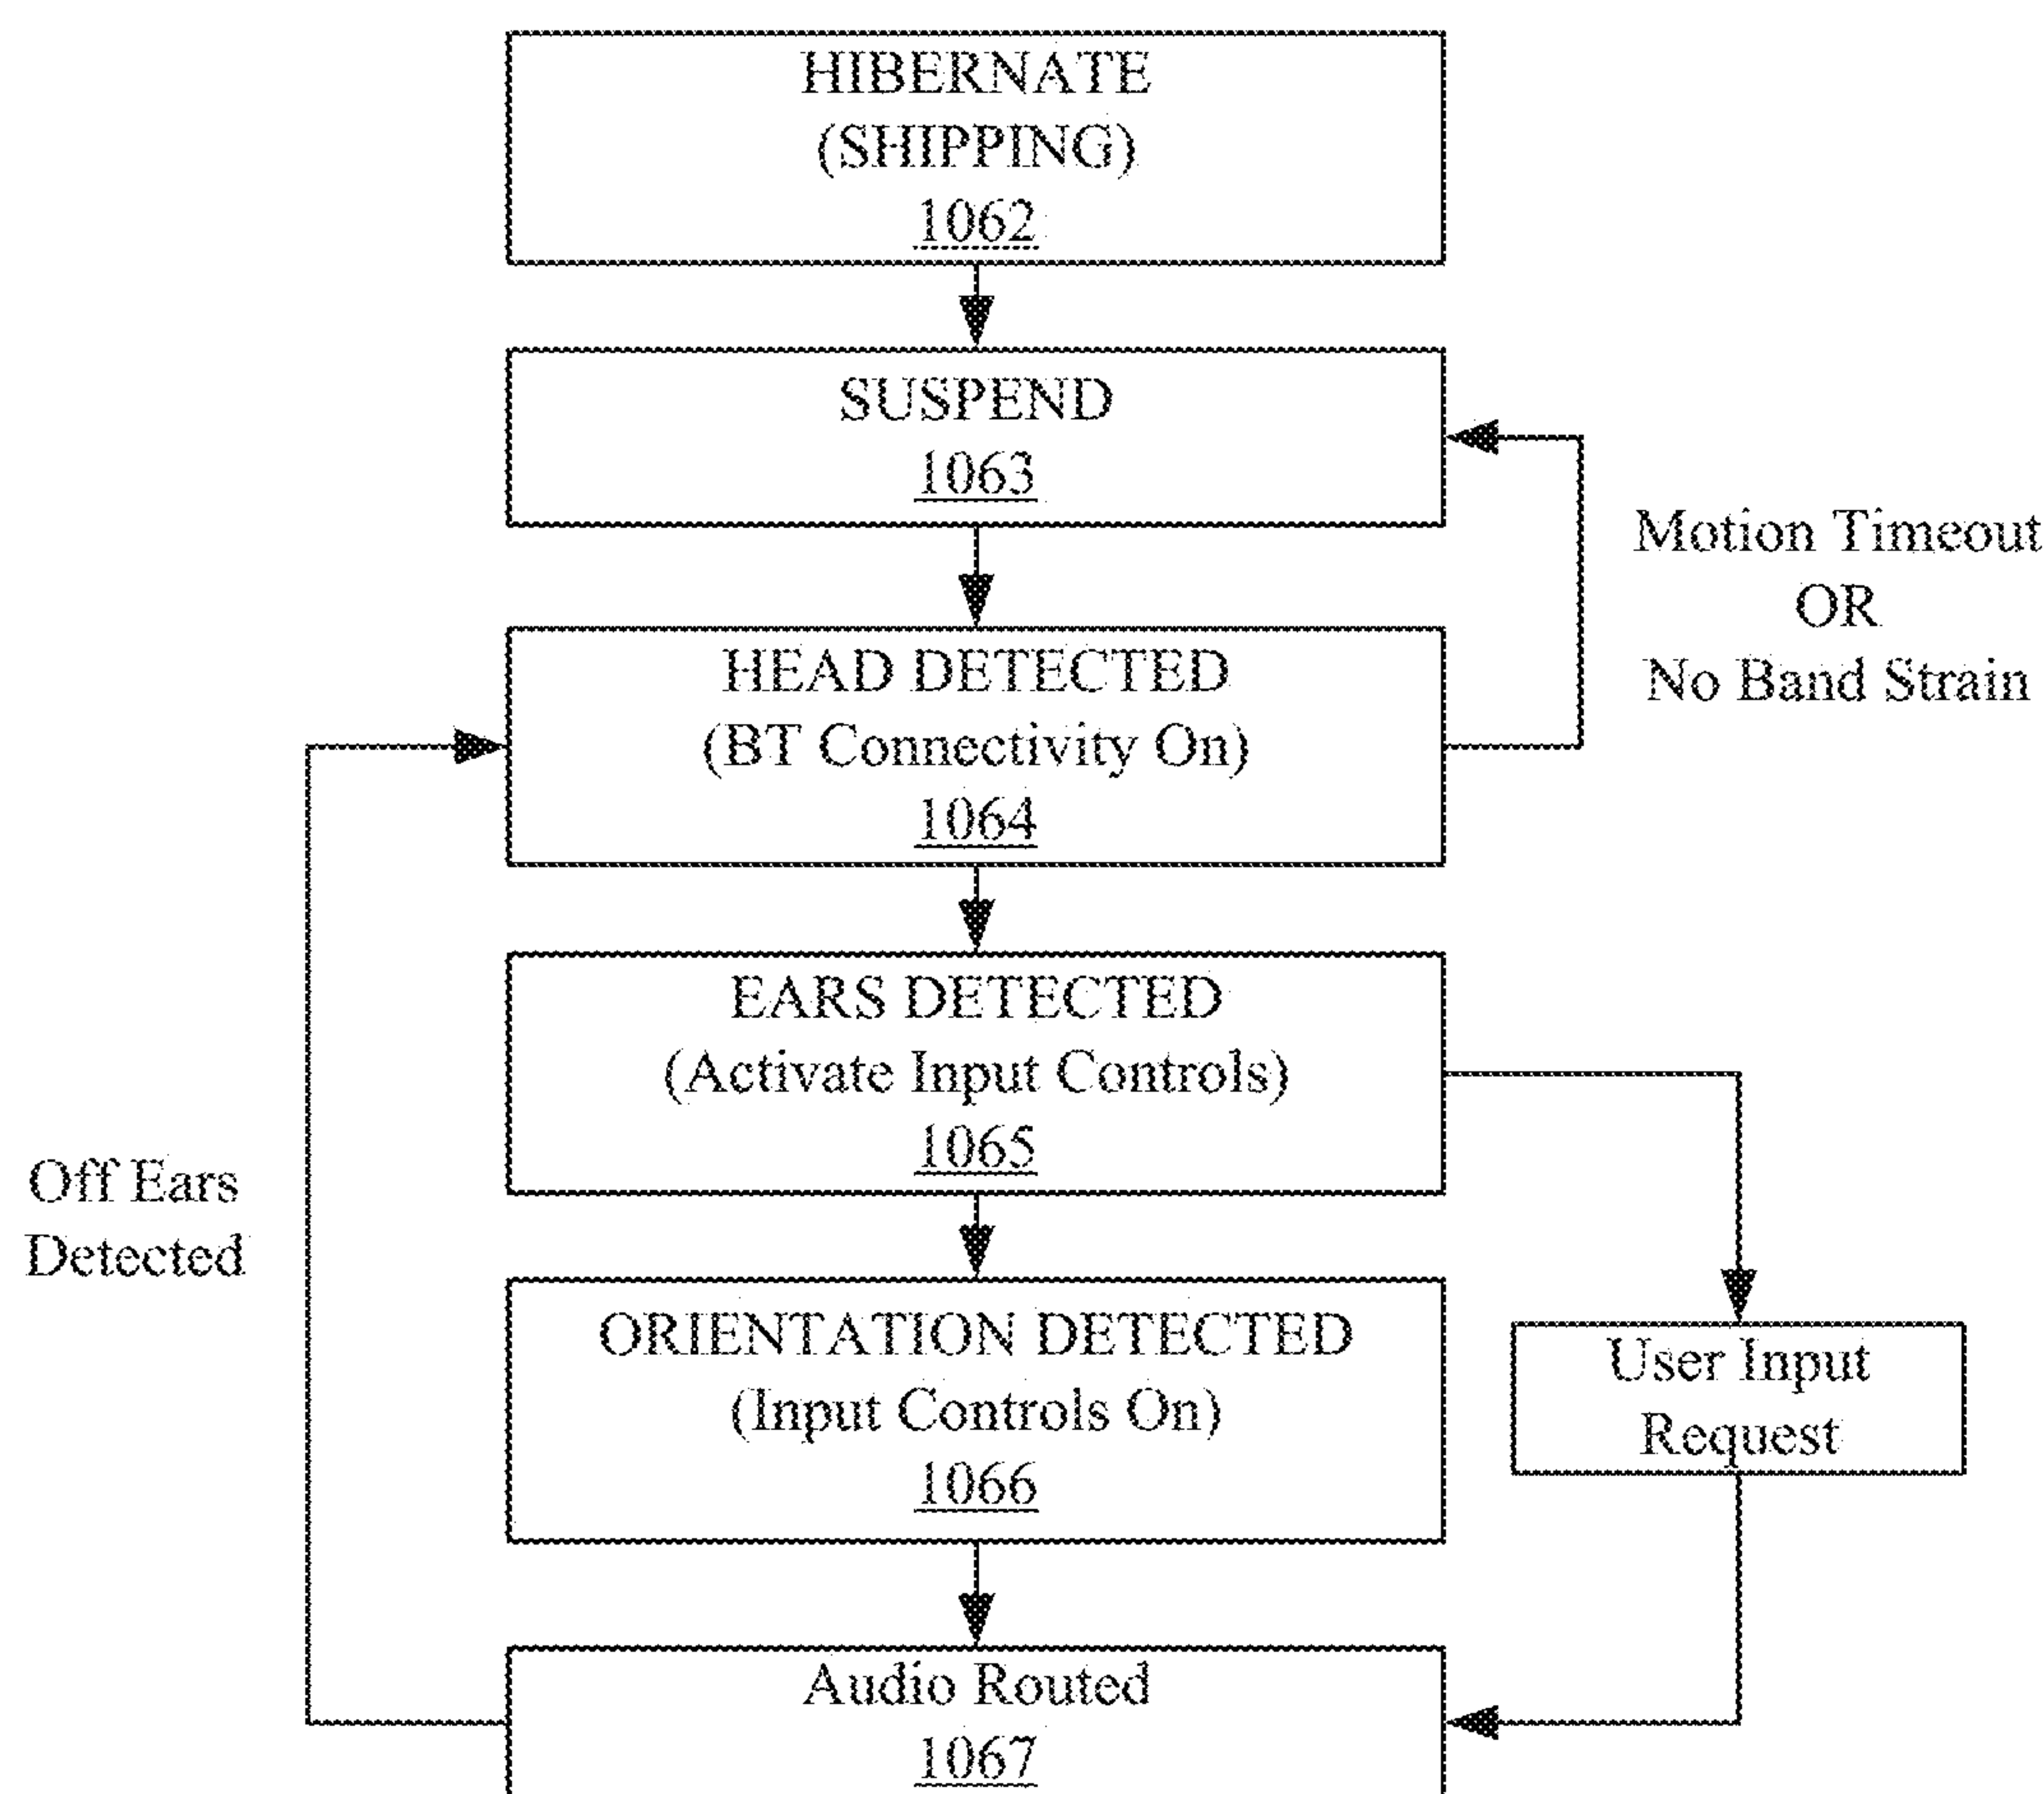 HIBERNATE
(SHIPPING)
1062
SUSPEND
1063
Motion Timeout
OR
No Band Strain
HEAD DETECTED
(BT Connectivity On)
1064
EARS DETECTED
(Activate Input Controls)
1065
Off Ears
Detected
ORIENTATION DETECTED
(Input Controls On)
1066
User Input
Request
Audio Routed
1067